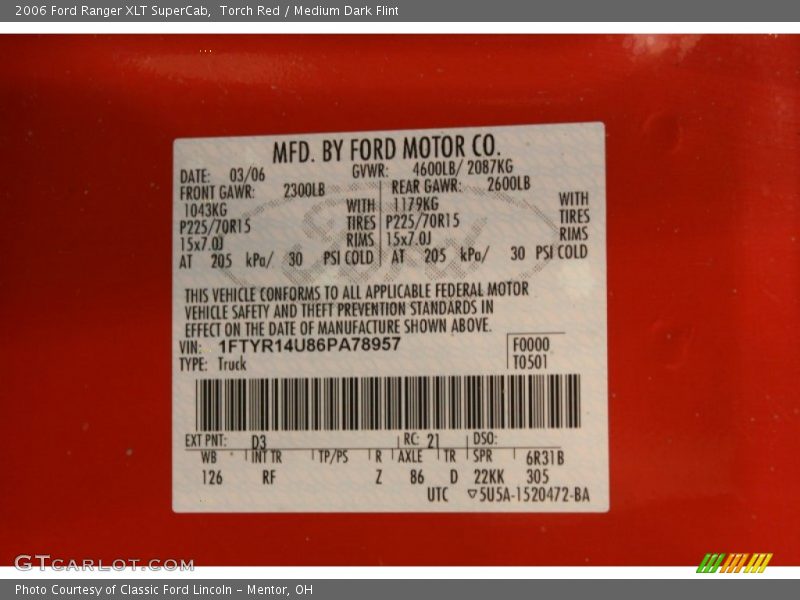 2006 Ford Ranger XLT SuperCab,  Torch Red / Medium Dark Flint
MFD. BY FORD MOTOR CO.
DATE: 03/06 GVWR: 4600LB/ 2087KG
FRONT GAWR: 2300LB REAR GAWR: 2600LB
1043KG WITH 1179KG WITH
P225/70R15 TIRES P225/70R15 TIRES
15x7.0J RIMS 15x7.0J RIMS
AT 205 kPa/ 30 PSI COLD AT 205 kPa/ 30 PSI COLD
THIS VEHICLE CONFORMS TO ALL APPLICABLE FEDERAL MOTOR
VEHICLE SAFETY AND THEFT PREVENTION STANDARDS IN
EFFECT ON THE DATE OF MANUFACTURE SHOWN ABOVE.
VIN: 1FTYR14U86PA78957 F0000
TYPE: Truck T0501
EXT PNT: D3 RC: 21 DSO:
WB INT TR TP/PS R AXLE TR SPR 6R31B
126 RF Z 86 D 22KK 305
UTC ▽5U5A-1520472-BA
GTCARLOT.COM
Photo Courtesy of Classic Ford Lincoln – Mentor, OH